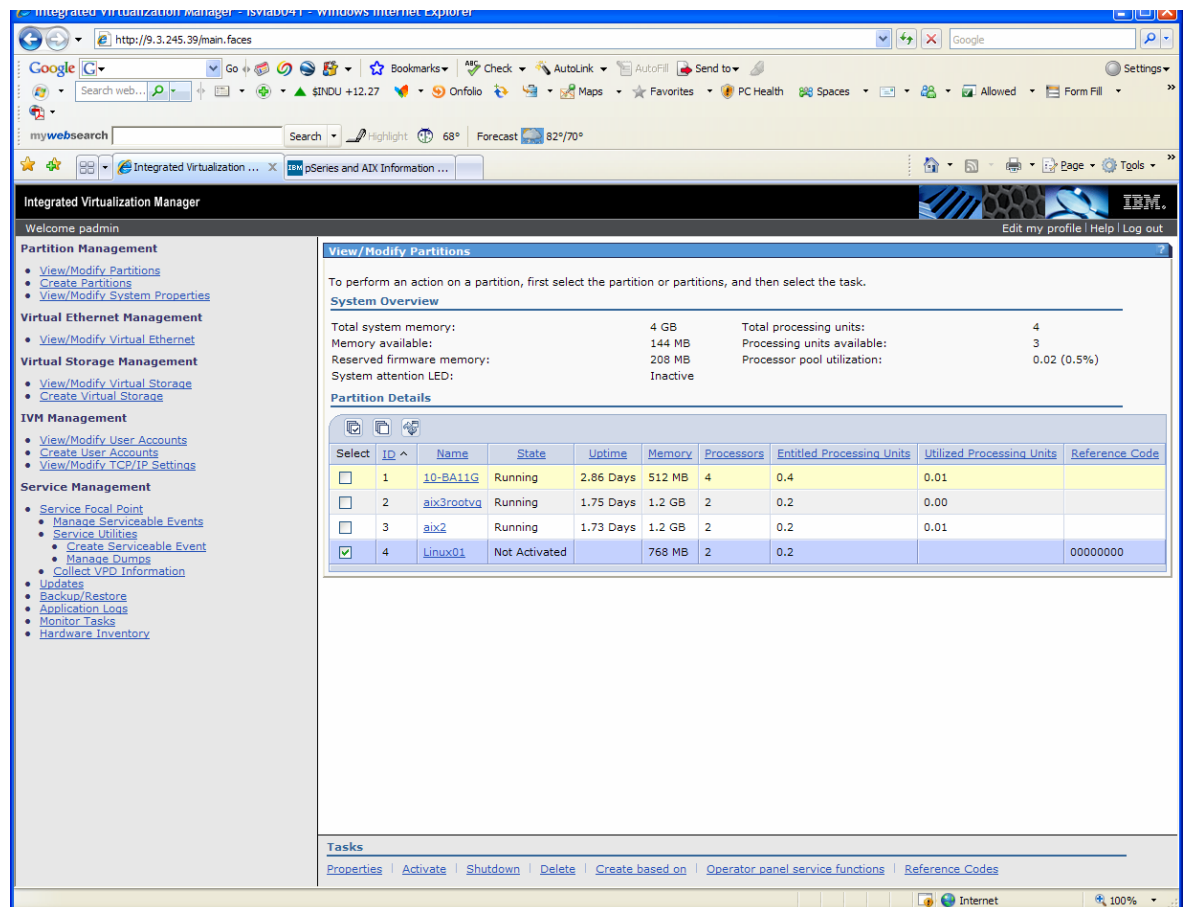 Integrated Virtualization Manager - isvlab041 - Windows Internet Explorer
http://9.3.245.39/main.faces
Google
Google G Go Bookmarks ABC Check AutoLink AutoFill Send to Settings
Search web... $INDU +12.27 Onfolio Maps Favorites PC Health Spaces Allowed Form Fill »
mywebsearch Search Highlight 68° Forecast 82°/70°
Integrated Virtualization ... X IBM pSeries and AIX Information ... Page Tools »
Integrated Virtualization Manager IBM.
Welcome padmin Edit my profile | Help | Log out
Partition Management
• View/Modify Partitions
• Create Partitions
• View/Modify System Properties
Virtual Ethernet Management
• View/Modify Virtual Ethernet
Virtual Storage Management
• View/Modify Virtual Storage
• Create Virtual Storage
IVM Management
• View/Modify User Accounts
• Create User Accounts
• View/Modify TCP/IP Settings
Service Management
• Service Focal Point
• Manage Serviceable Events
• Service Utilities
• Create Serviceable Event
• Manage Dumps
• Collect VPD Information
• Updates
• Backup/Restore
• Application Logs
• Monitor Tasks
• Hardware Inventory
View/Modify Partitions ?
To perform an action on a partition, first select the partition or partitions, and then select the task.
System Overview
Total system memory: 4 GB Total processing units: 4
Memory available: 144 MB Processing units available: 3
Reserved firmware memory: 208 MB Processor pool utilization: 0.02 (0.5%)
System attention LED: Inactive
Partition Details
Select ID ^ Name State Uptime Memory Processors Entitled Processing Units Utilized Processing Units Reference Code
1 10-BA11G Running 2.86 Days 512 MB 4 0.4 0.01
2 aix3rootvg Running 1.75 Days 1.2 GB 2 0.2 0.00
3 aix2 Running 1.73 Days 1.2 GB 2 0.2 0.01
4 Linux01 Not Activated 768 MB 2 0.2 00000000
Tasks
Properties | Activate | Shutdown | Delete | Create based on | Operator panel service functions | Reference Codes
Internet 100%